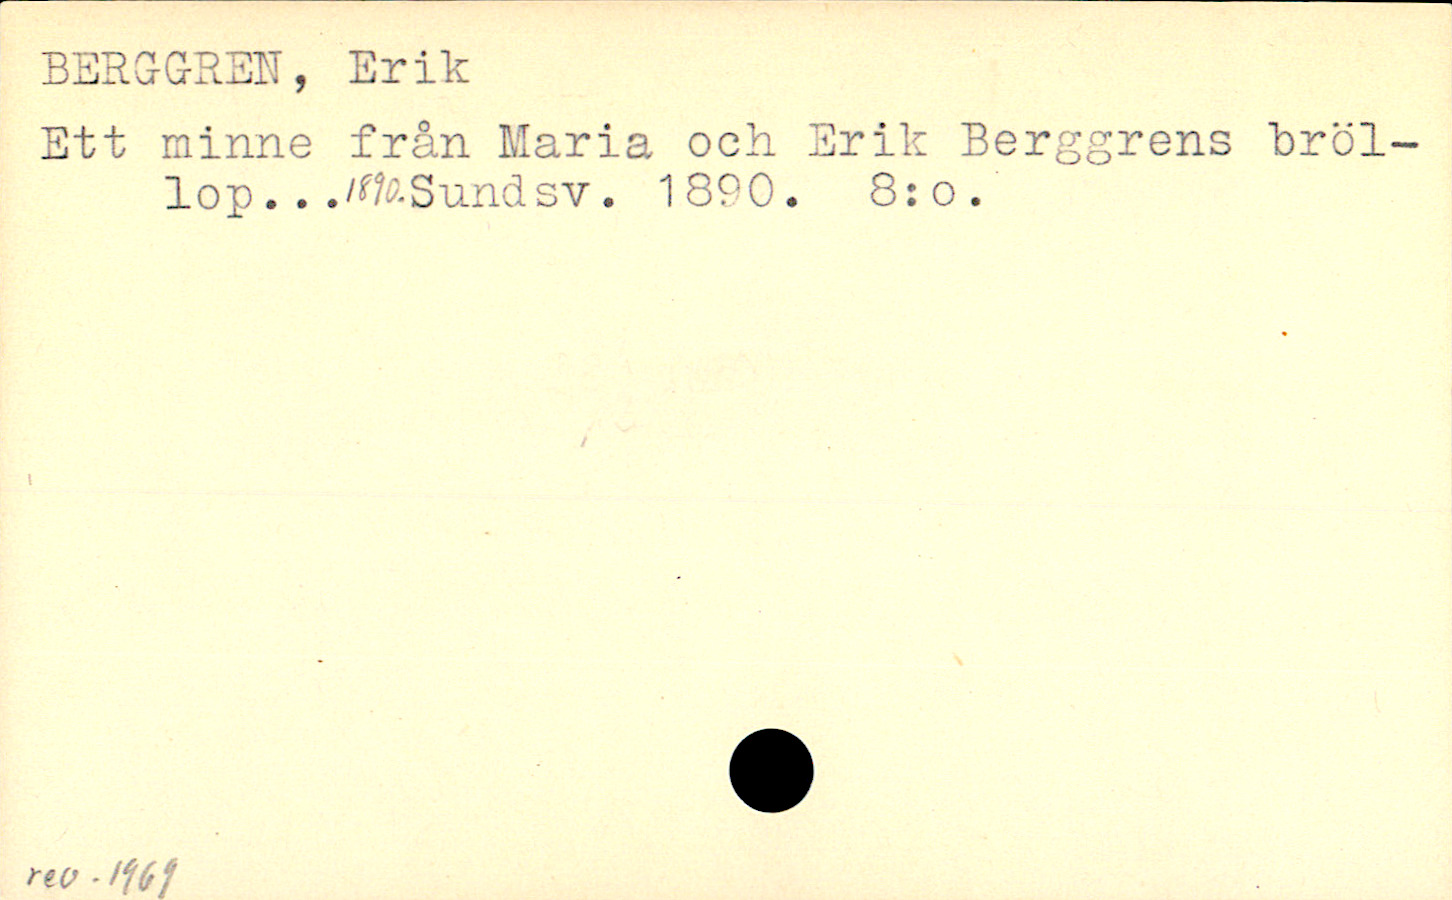 BERGGREN, Erik
Ett minne från Maria och Erik Berggrens bröl-
lop...1890.Sundsv. 1890. 8:o.
rev. 1969